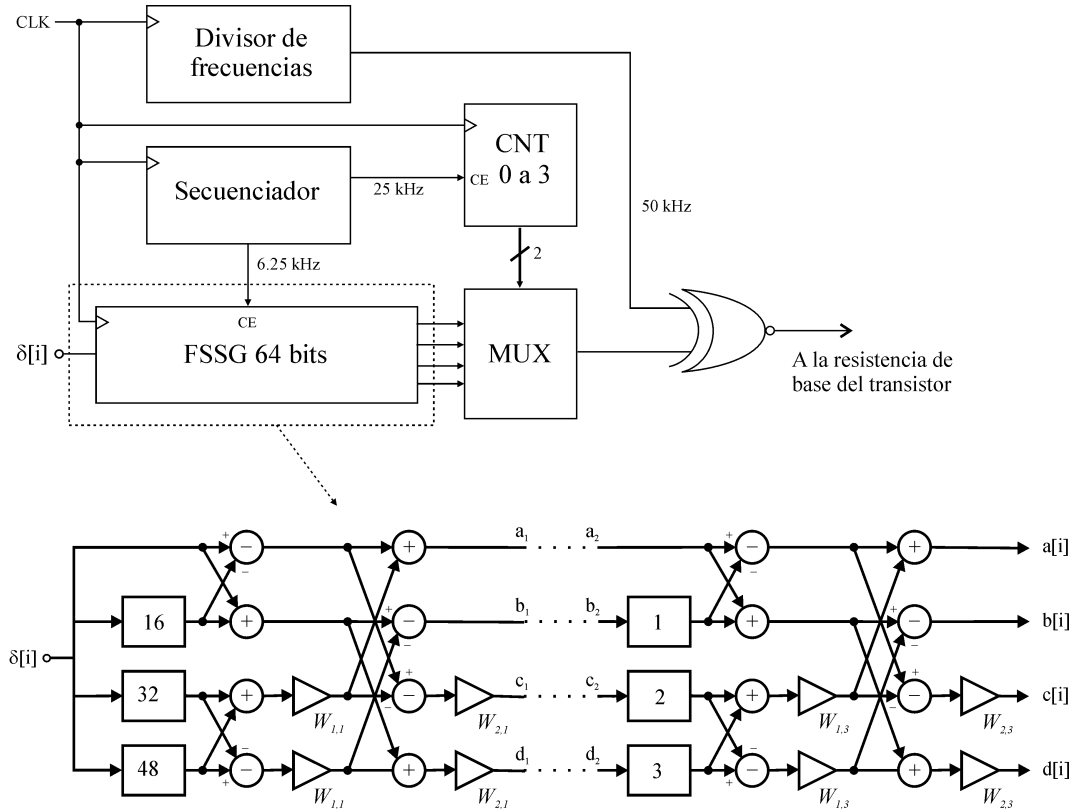 CLK
Divisor de
frecuencias
CNT
0 a 3
CE
Secuenciador
25 kHz
50 kHz
6.25 kHz
2
CE
δ[i]
FSSG 64 bits
MUX
A la resistencia de
base del transistor
+ − − + a₁ . . . . a₂ + − − + a[i]
16 + + − − b₁ . . . . b₂ 1 + + − − b[i]
δ[i]
32 + W₁,₁ + − − W₂,₁ c₁ . . . . c₂ 2 + W₁,₃ + − − W₂,₃ c[i]
48 − + − W₁,₁ + W₂,₁ d₁ . . . . d₂ 3 − + − W₁,₃ + W₂,₃ d[i]